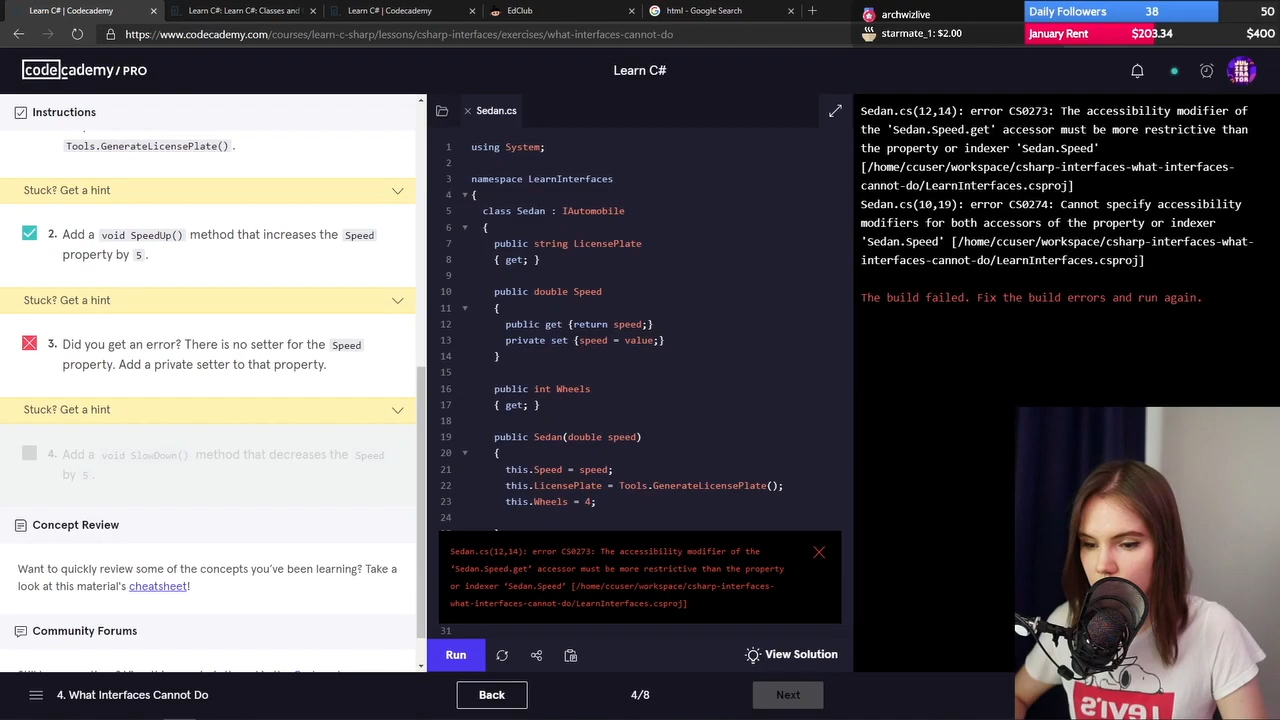 Learn C# | Codecademy
Learn C#: Learn C#: Classes and
Learn C# | Codecademy
EdClub
html - Google Search
https://www.codecademy.com/courses/learn-c-sharp/lessons/csharp-interfaces/exercises/what-interfaces-cannot-do
archwizlive
starmate_1: $2.00
Daily Followers 38 50
January Rent $203.34 $400
codecademy/PRO
Learn C#
Instructions
Tools.GenerateLicensePlate() .
Stuck? Get a hint
2. Add a void SpeedUp() method that increases the Speed
property by 5 .
Stuck? Get a hint
3. Did you get an error? There is no setter for the Speed
property. Add a private setter to that property.
Stuck? Get a hint
4. Add a void SlowDown() method that decreases the Speed
by 5 .
Concept Review
Want to quickly review some of the concepts you've been learning? Take a
look at this material's cheatsheet!
Community Forums
Sedan.cs
1 using System;
2
3 namespace LearnInterfaces
4 {
5 class Sedan : IAutomobile
6 {
7 public string LicensePlate
8 { get; }
9
10 public double Speed
11 {
12 public get {return speed;}
13 private set {speed = value;}
14 }
15
16 public int Wheels
17 { get; }
18
19 public Sedan(double speed)
20 {
21 this.Speed = speed;
22 this.LicensePlate = Tools.GenerateLicensePlate();
23 this.Wheels = 4;
24
Sedan.cs(12,14): error CS0273: The accessibility modifier of the
'Sedan.Speed.get' accessor must be more restrictive than the property
or indexer 'Sedan.Speed' [/home/ccuser/workspace/csharp-interfaces-
what-interfaces-cannot-do/LearnInterfaces.csproj]
31
Run
View Solution
Sedan.cs(12,14): error CS0273: The accessibility modifier of
the 'Sedan.Speed.get' accessor must be more restrictive than
the property or indexer 'Sedan.Speed'
[/home/ccuser/workspace/csharp-interfaces-what-interfaces-
cannot-do/LearnInterfaces.csproj]
Sedan.cs(10,19): error CS0274: Cannot specify accessibility
modifiers for both accessors of the property or indexer
'Sedan.Speed' [/home/ccuser/workspace/csharp-interfaces-what-
interfaces-cannot-do/LearnInterfaces.csproj]
The build failed. Fix the build errors and run again.
4. What Interfaces Cannot Do
Back
4/8
Next
LEVI'S